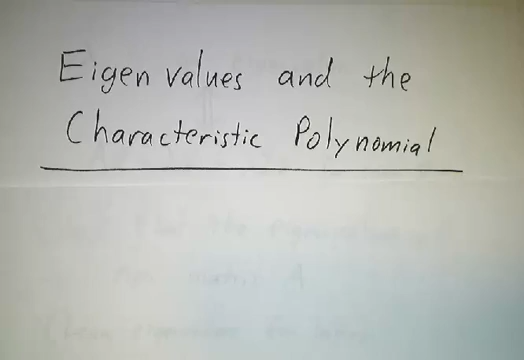 Eigen values and the
Characteristic Polynomial